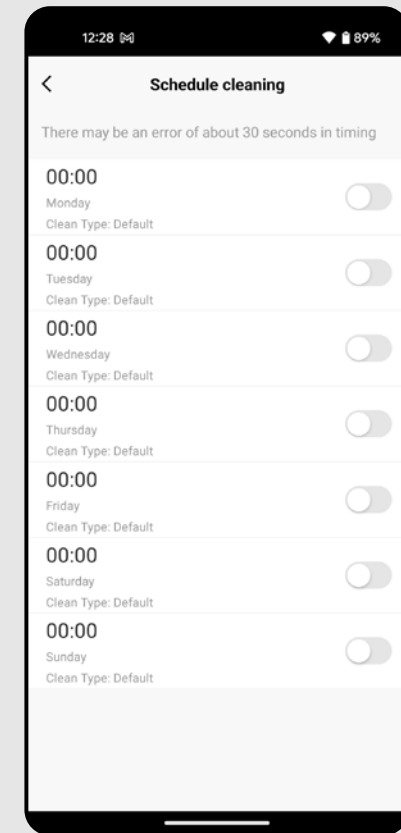 12:28 89%
Schedule cleaning
There may be an error of about 30 seconds in timing
00:00
Monday
Clean Type: Default
00:00
Tuesday
Clean Type: Default
00:00
Wednesday
Clean Type: Default
00:00
Thursday
Clean Type: Default
00:00
Friday
Clean Type: Default
00:00
Saturday
Clean Type: Default
00:00
Sunday
Clean Type: Default